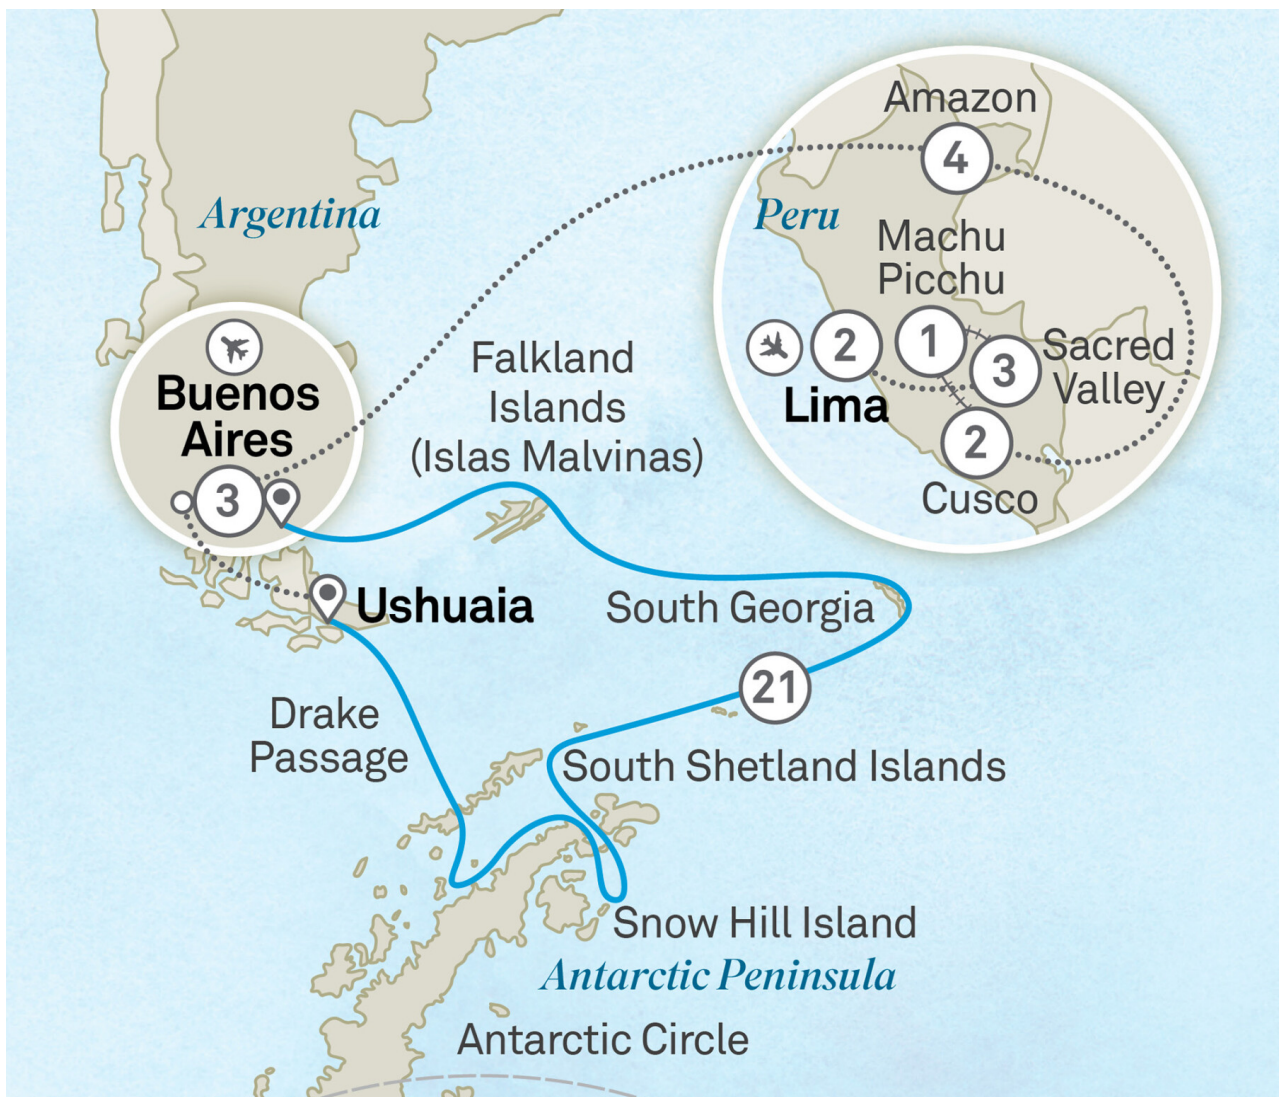 Amazon
4
Argentina
Peru
Machu
Picchu
2
1
3
Sacred
Valley
Lima
2
Cusco
Buenos
Aires
3
Falkland
Islands
(Islas Malvinas)
Ushuaia
South Georgia
21
Drake
Passage
South Shetland Islands
Snow Hill Island
Antarctic Peninsula
Antarctic Circle